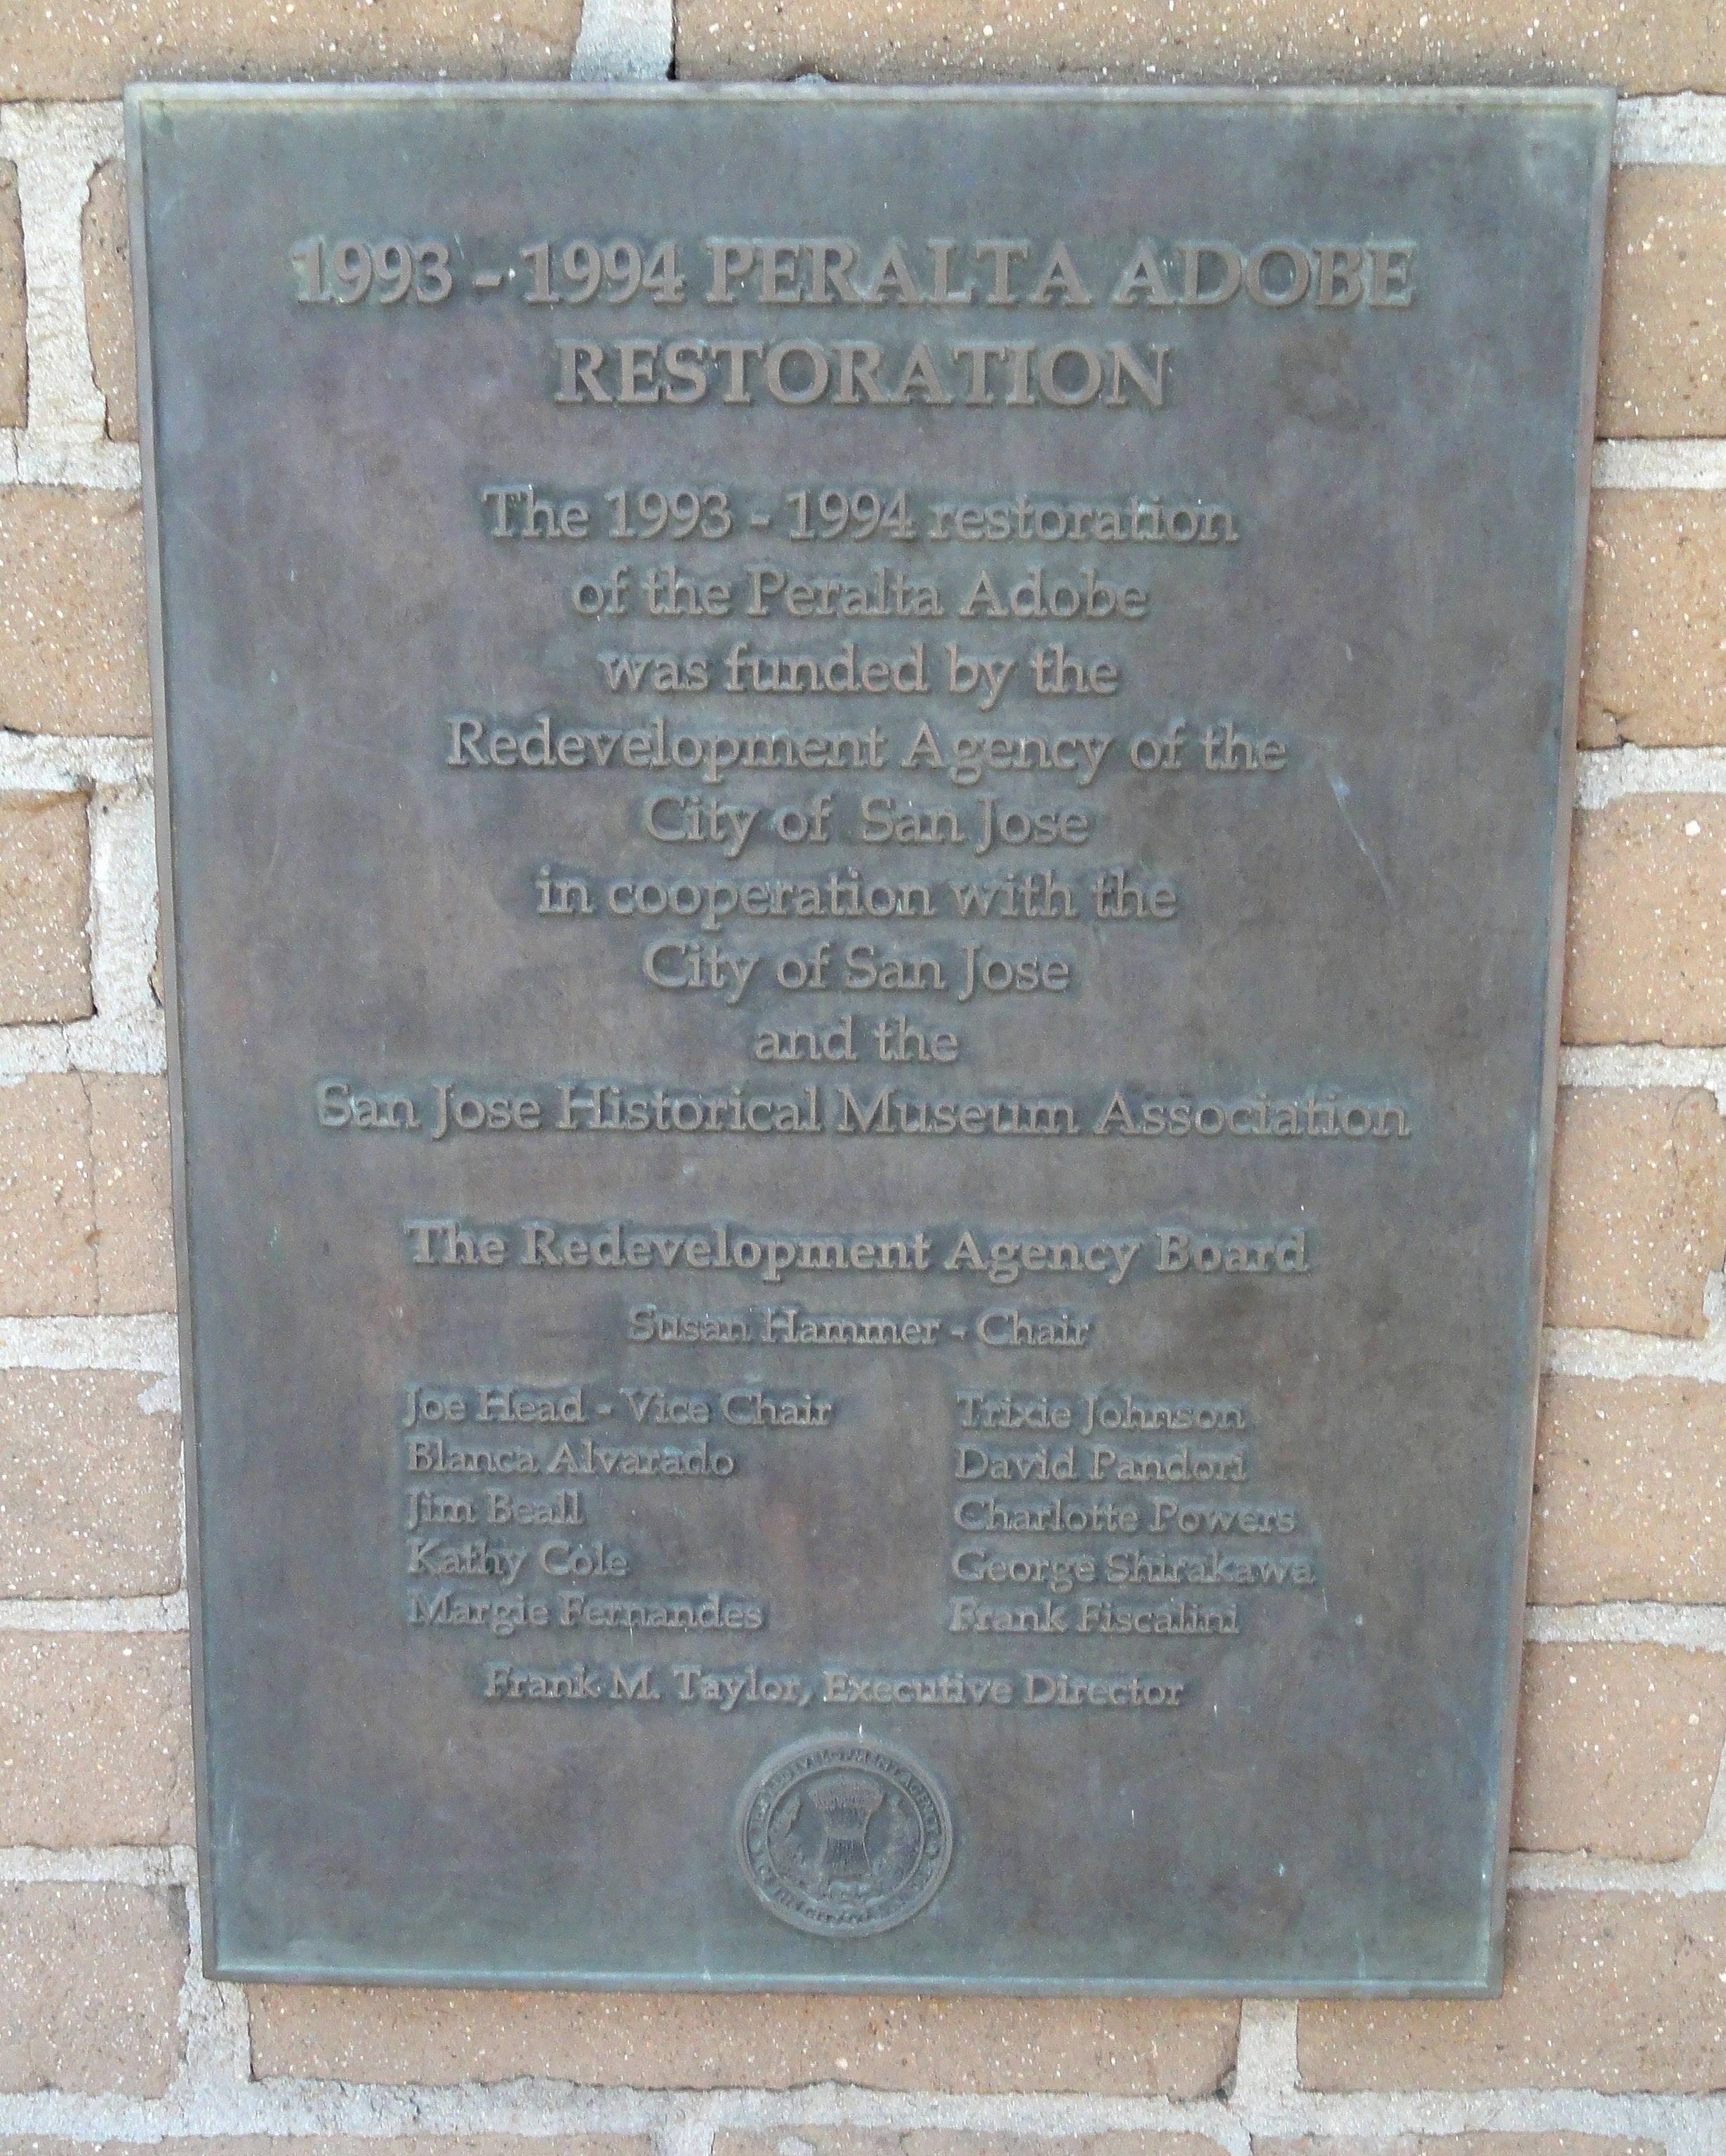 1993 - 1994 PERALTA ADOBE
RESTORATION
The 1993 - 1994 restoration
of the Peralta Adobe
was funded by the
Redevelopment Agency of the
City of San Jose
in cooperation with the
City of San Jose
and the
San Jose Historical Museum Association
The Redevelopment Agency Board
Susan Hammer - Chair
Joe Head - Vice Chair
Blanca Alvarado
Jim Beall
Kathy Cole
Margie Fernandes
Trixie Johnson
David Pandori
Charlotte Powers
George Shirakawa
Frank Fiscalini
Frank M. Taylor, Executive Director
REDEVELOPMENT AGENCY